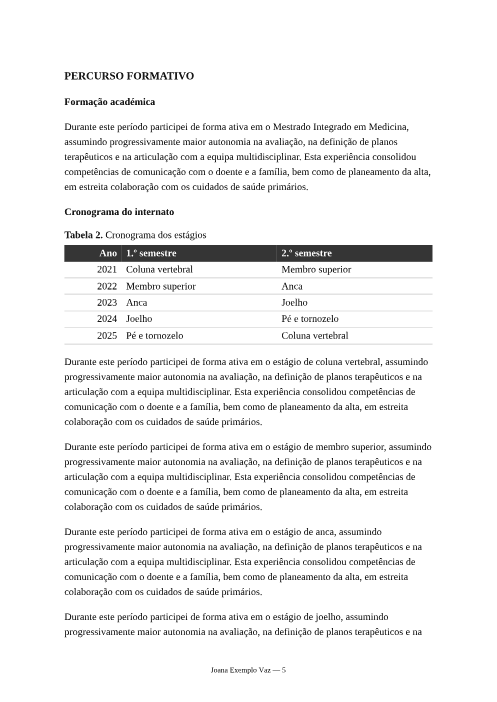 PERCURSO FORMATIVO
Formação académica
Durante este período participei de forma ativa em o Mestrado Integrado em Medicina,
assumindo progressivamente maior autonomia na avaliação, na definição de planos
terapêuticos e na articulação com a equipa multidisciplinar. Esta experiência consolidou
competências de comunicação com o doente e a família, bem como de planeamento da alta,
em estreita colaboração com os cuidados de saúde primários.
Cronograma do internato
Tabela 2. Cronograma dos estágios
Ano 1.º semestre 2.º semestre
2021 Coluna vertebral Membro superior
2022 Membro superior Anca
2023 Anca Joelho
2024 Joelho Pé e tornozelo
2025 Pé e tornozelo Coluna vertebral
Durante este período participei de forma ativa em o estágio de coluna vertebral, assumindo
progressivamente maior autonomia na avaliação, na definição de planos terapêuticos e na
articulação com a equipa multidisciplinar. Esta experiência consolidou competências de
comunicação com o doente e a família, bem como de planeamento da alta, em estreita
colaboração com os cuidados de saúde primários.
Durante este período participei de forma ativa em o estágio de membro superior, assumindo
progressivamente maior autonomia na avaliação, na definição de planos terapêuticos e na
articulação com a equipa multidisciplinar. Esta experiência consolidou competências de
comunicação com o doente e a família, bem como de planeamento da alta, em estreita
colaboração com os cuidados de saúde primários.
Durante este período participei de forma ativa em o estágio de anca, assumindo
progressivamente maior autonomia na avaliação, na definição de planos terapêuticos e na
articulação com a equipa multidisciplinar. Esta experiência consolidou competências de
comunicação com o doente e a família, bem como de planeamento da alta, em estreita
colaboração com os cuidados de saúde primários.
Durante este período participei de forma ativa em o estágio de joelho, assumindo
progressivamente maior autonomia na avaliação, na definição de planos terapêuticos e na
Joana Exemplo Vaz — 5